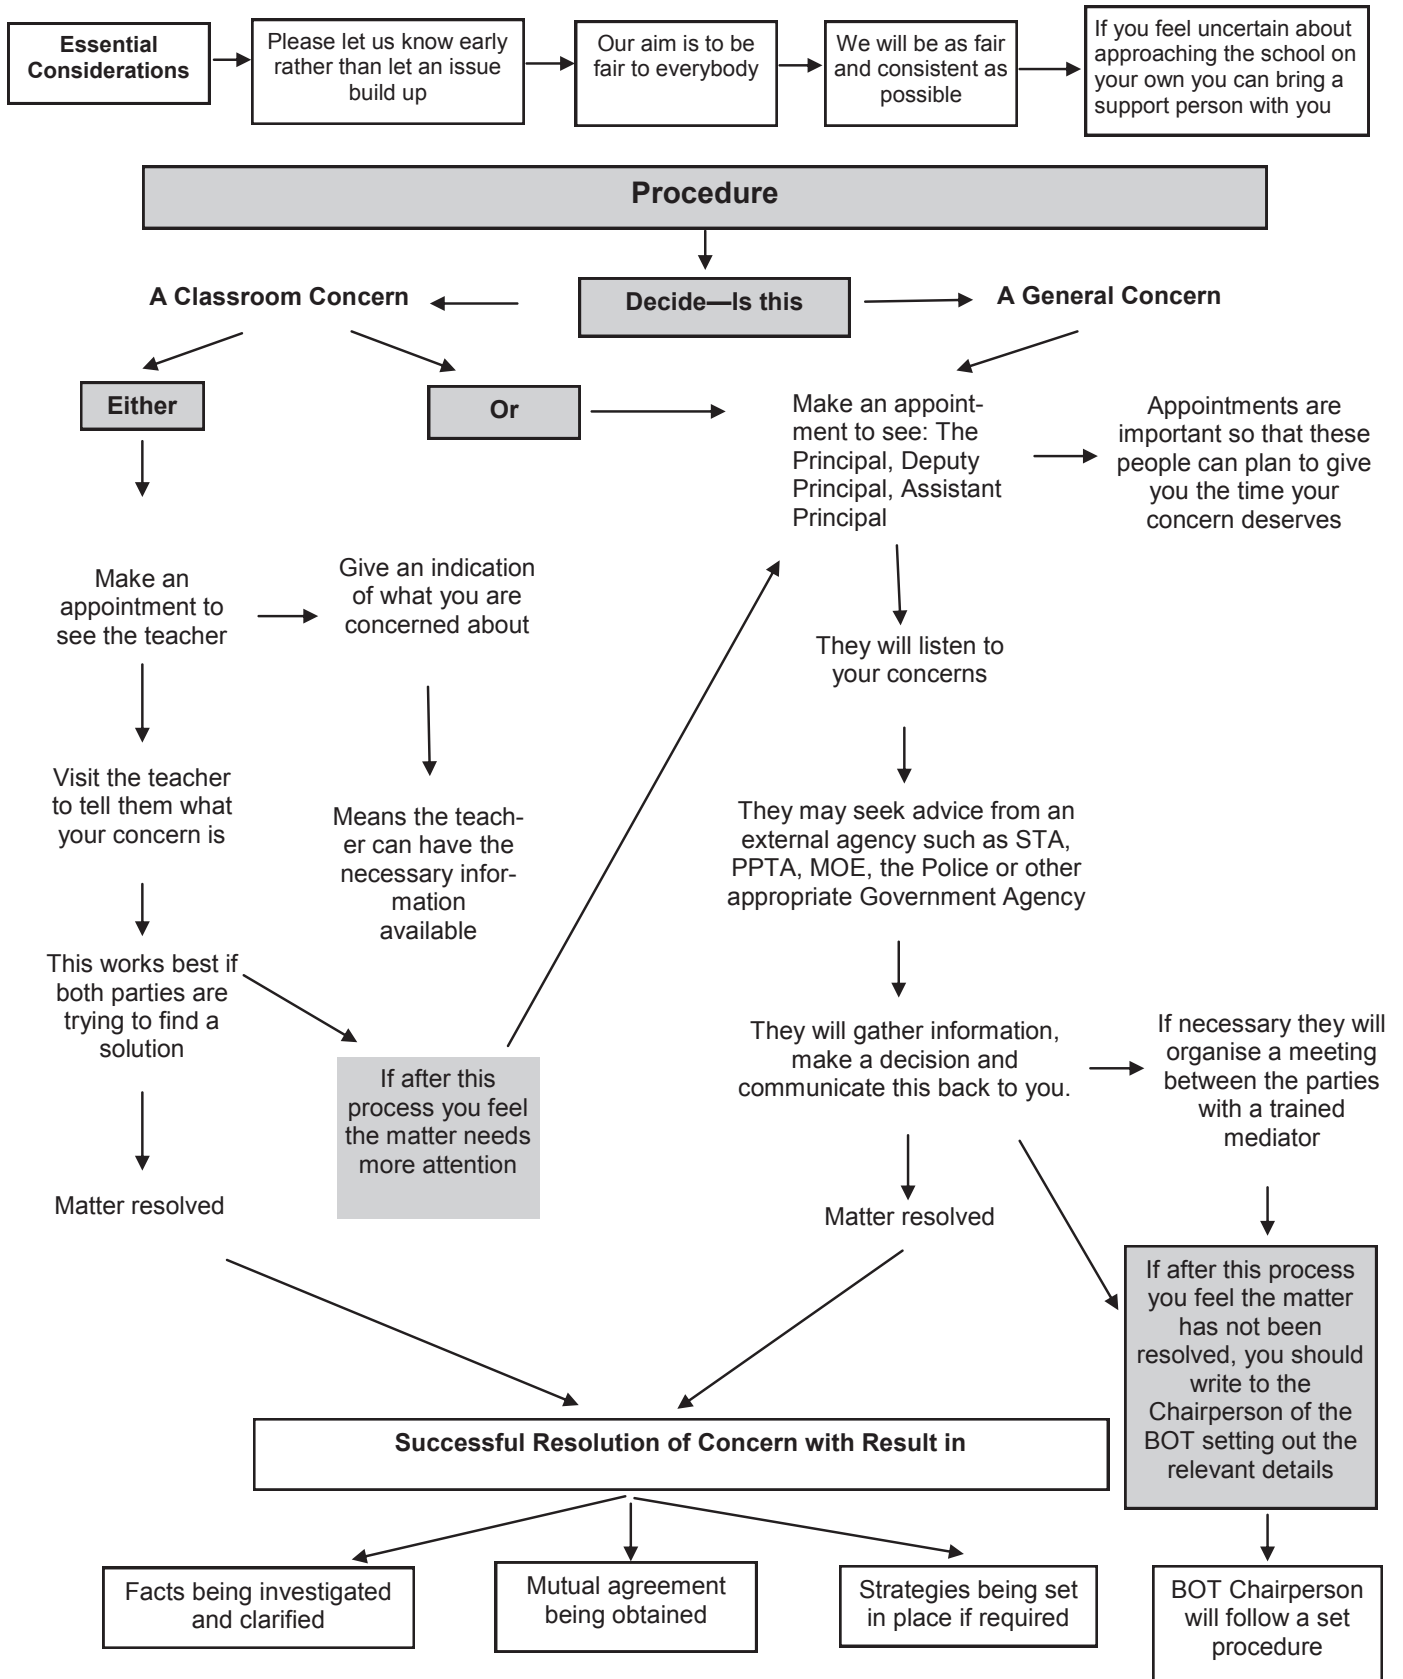 Essential
Considerations
Please let us know early
rather than let an issue
build up
Our aim is to be
fair to everybody
We will be as fair
and consistent as
possible
If you feel uncertain about
approaching the school on
your own you can bring a
support person with you
Procedure
A Classroom Concern
Decide—Is this
A General Concern
Either
Or
Make an appoint-
ment to see: The
Principal, Deputy
Principal, Assistant
Principal
Appointments are
important so that these
people can plan to give
you the time your
concern deserves
Make an
appointment to
see the teacher
Give an indication
of what you are
concerned about
They will listen to
your concerns
Visit the teacher
to tell them what
your concern is
Means the teach-
er can have the
necessary infor-
mation
available
They may seek advice from an
external agency such as STA,
PPTA, MOE, the Police or other
appropriate Government Agency
This works best if
both parties are
trying to find a
solution
If after this
process you feel
the matter needs
more attention
They will gather information,
make a decision and
communicate this back to you.
If necessary they will
organise a meeting
between the parties
with a trained
mediator
Matter resolved
Matter resolved
If after this process
you feel the matter
has not been
resolved, you should
write to the
Chairperson of the
BOT setting out the
relevant details
Successful Resolution of Concern with Result in
Facts being investigated
and clarified
Mutual agreement
being obtained
Strategies being set
in place if required
BOT Chairperson
will follow a set
procedure